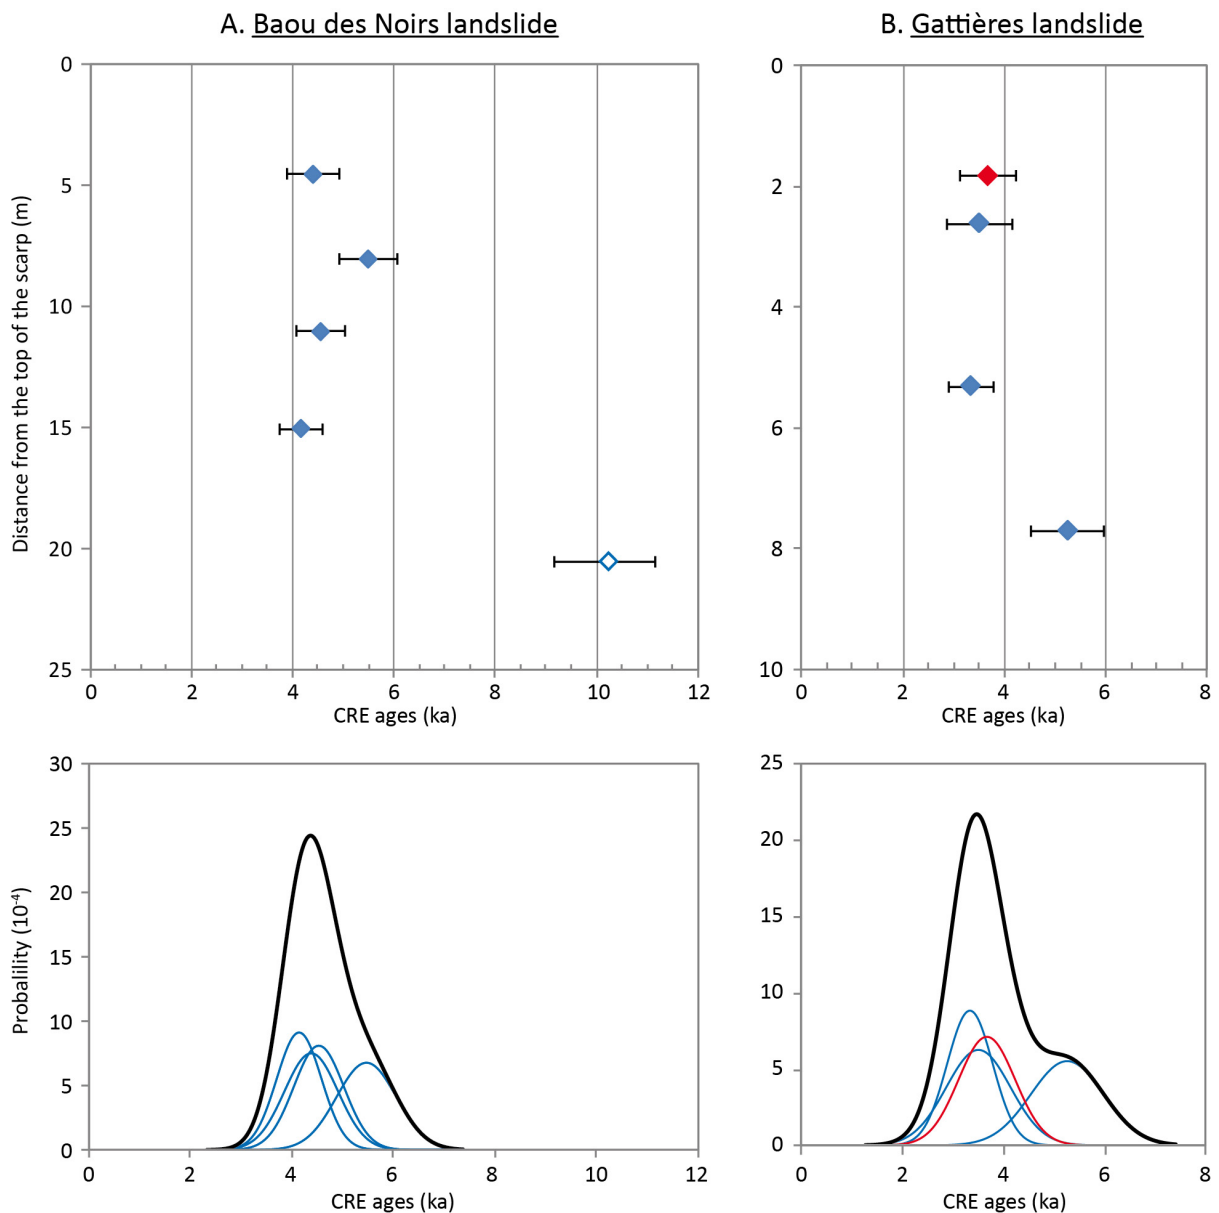 A. Baou des Noirs landslide
B. Gattières landslide
Distance from the top of the scarp (m)
0
5
10
15
20
25
0 2 4 6 8 10 12
CRE ages (ka)
0
2
4
6
8
10
0 2 4 6 8
CRE ages (ka)
Probalility (10⁻⁴)
30
25
20
15
10
5
0
0 2 4 6 8 10 12
CRE ages (ka)
25
20
15
10
5
0
0 2 4 6 8
CRE ages (ka)